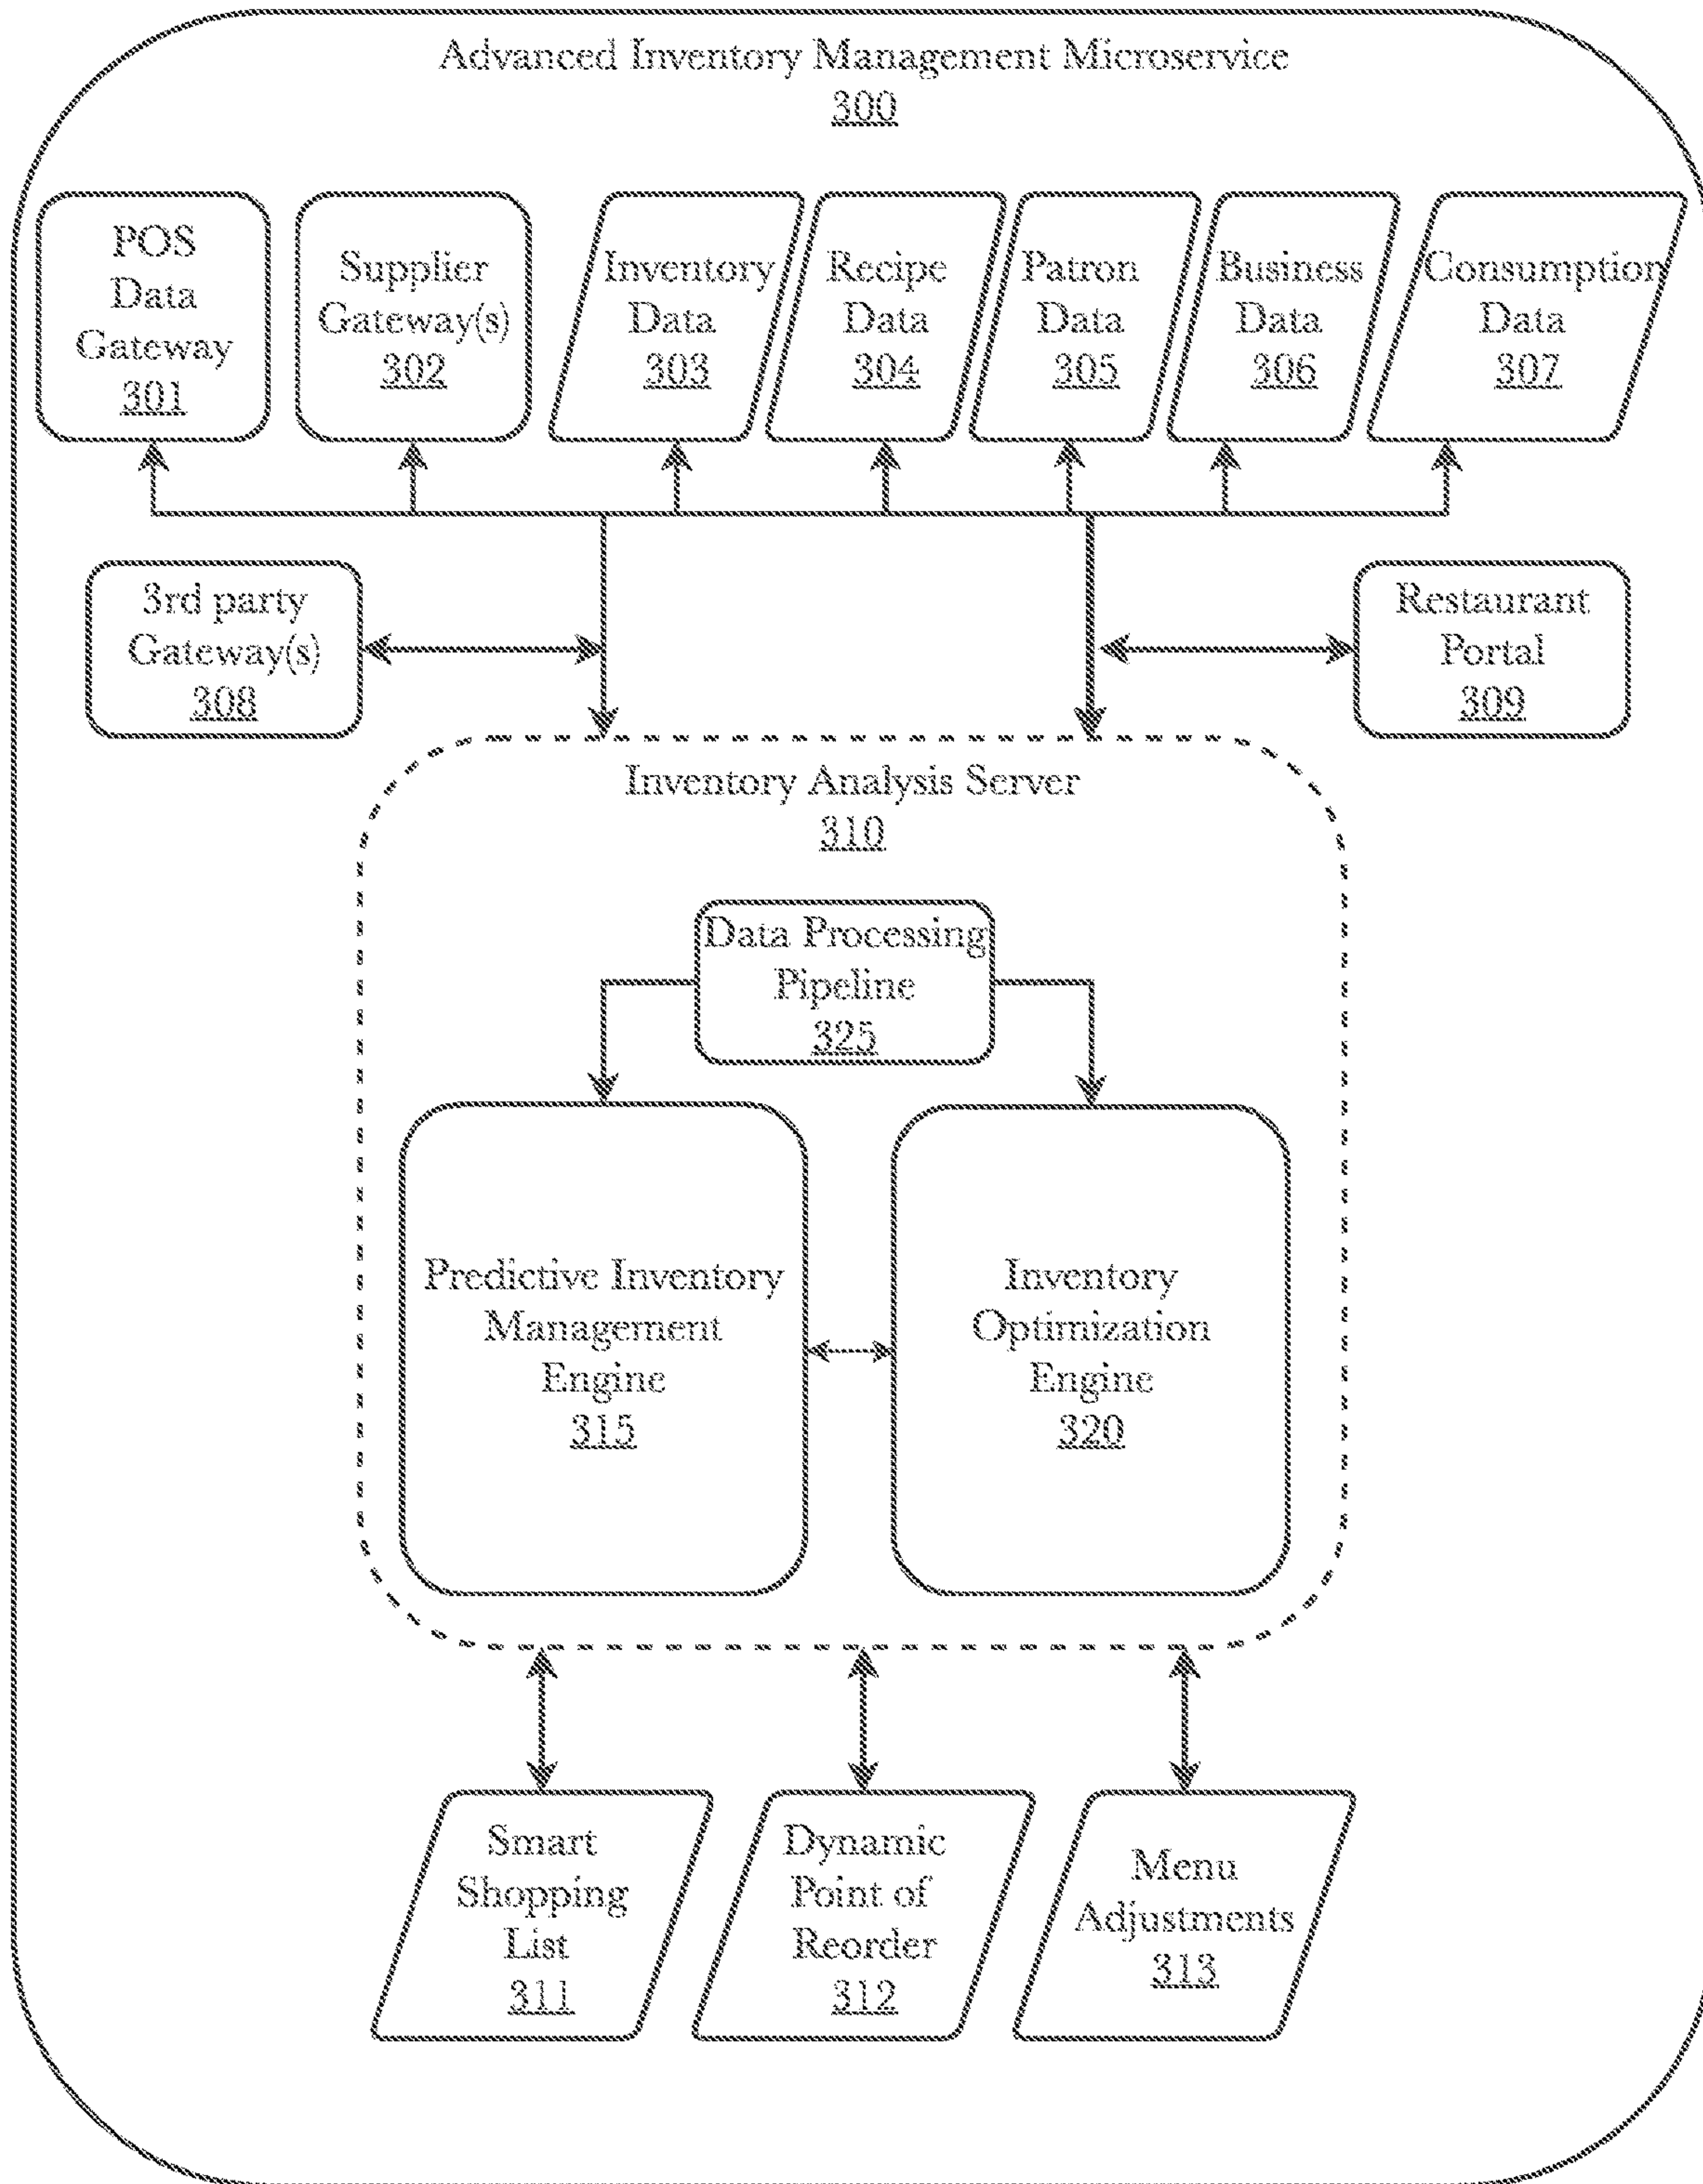 Advanced Inventory Management Microservice
300
POS
Data
Gateway
301
Supplier
Gateway(s)
302
Inventory
Data
303
Recipe
Data
304
Patron
Data
305
Business
Data
306
Consumption
Data
307
3rd party
Gateway(s)
308
Restaurant
Portal
309
Inventory Analysis Server
310
Data Processing
Pipeline
325
Predictive Inventory
Management
Engine
315
Inventory
Optimization
Engine
320
Smart
Shopping
List
311
Dynamic
Point of
Reorder
312
Menu
Adjustments
313